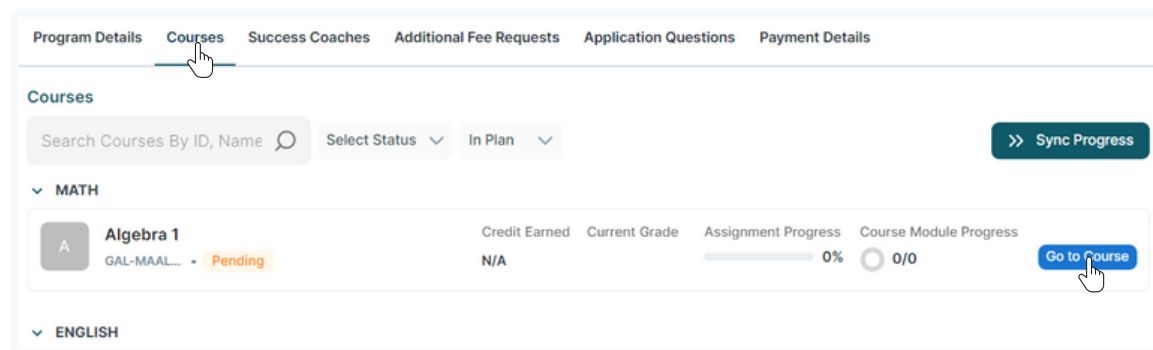 Program Details Courses Success Coaches Additional Fee Requests Application Questions Payment Details
Courses
Search Courses By ID, Name Select Status In Plan Sync Progress
MATH
A Algebra 1 Credit Earned Current Grade Assignment Progress Course Module Progress
GAL-MAAL... • Pending N/A 0% 0/0 Go to Course
ENGLISH